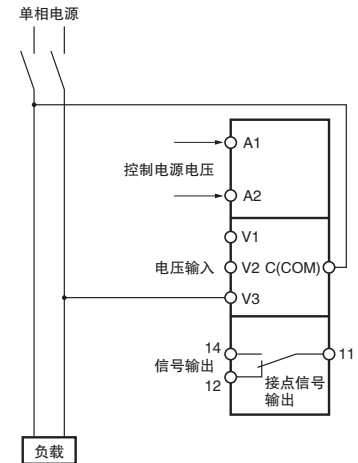 单相电源
A1
控制电源电压
A2
V1
电压输入
V2
C(COM)
V3
14
11
信号输出
12
接点信号
输出
负载